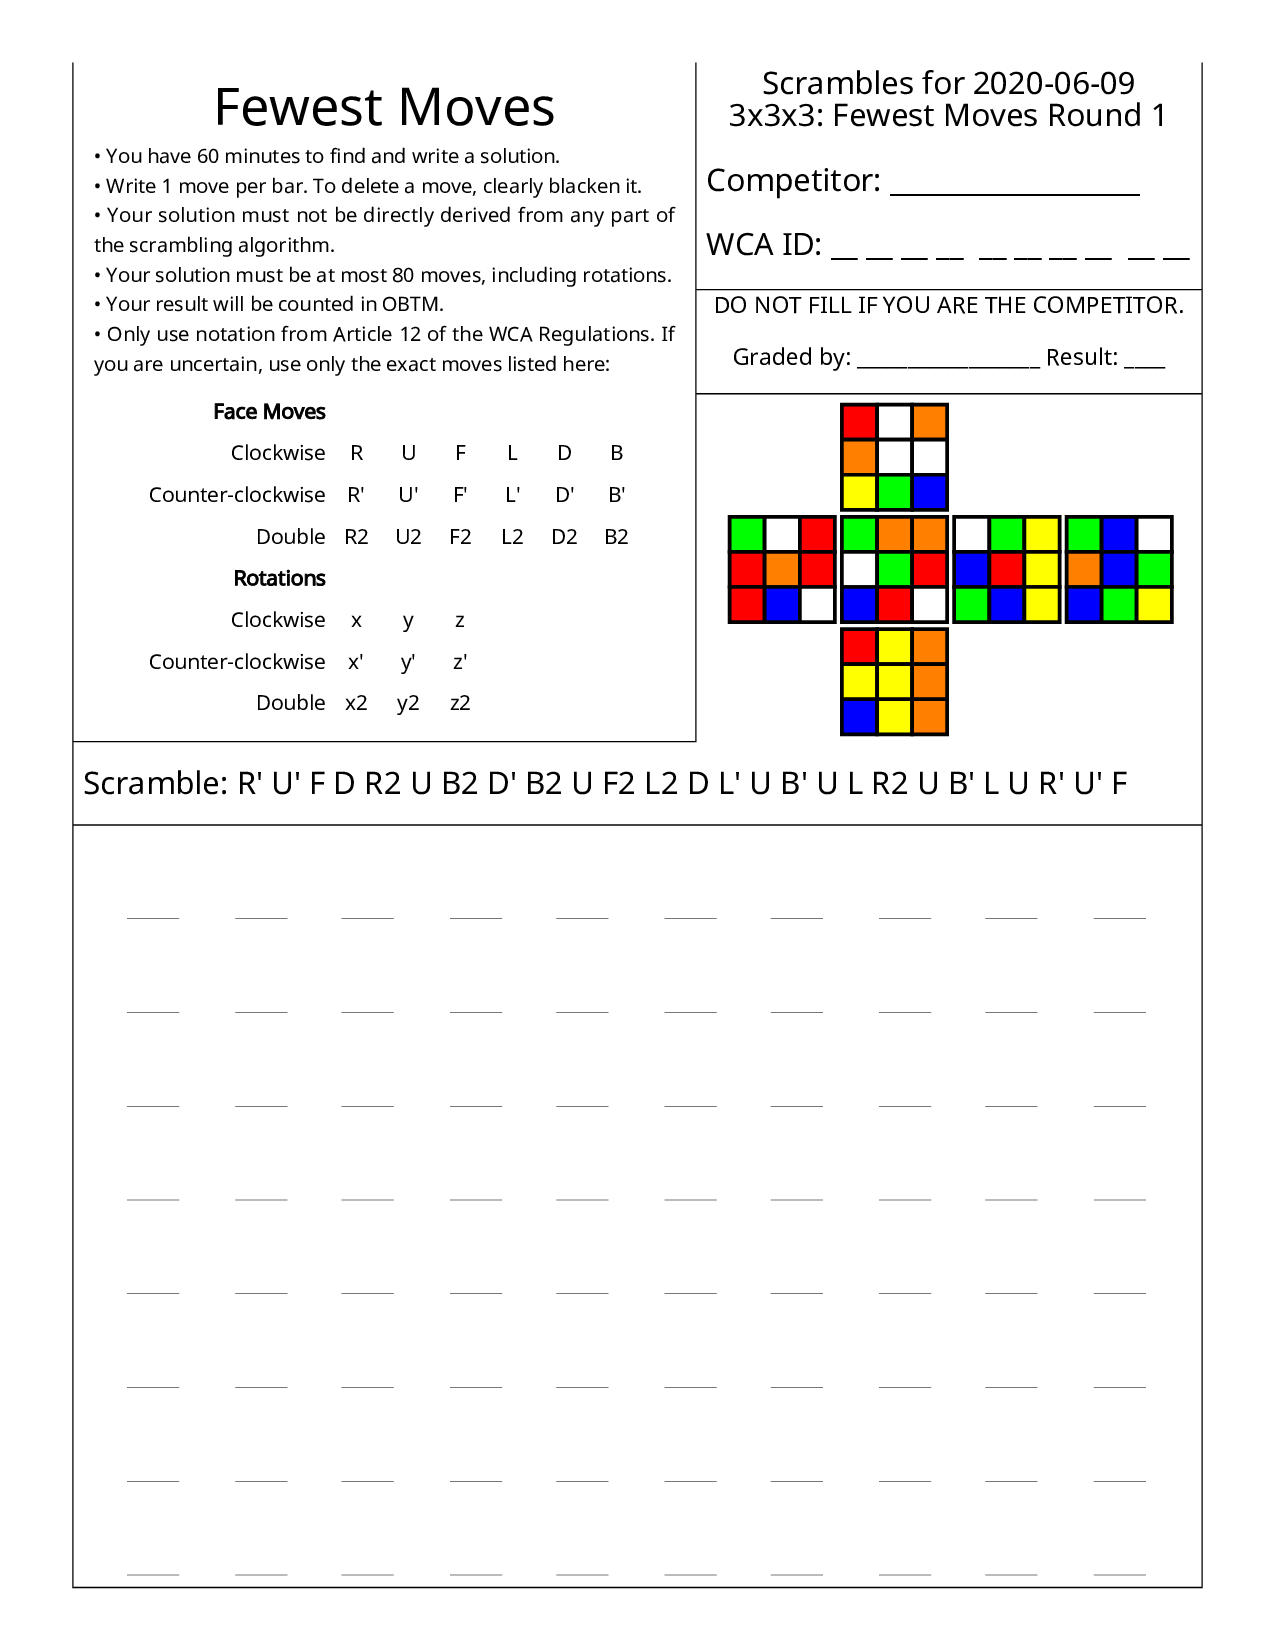 Fewest Moves
• You have 60 minutes to find and write a solution.
• Write 1 move per bar. To delete a move, clearly blacken it.
• Your solution must not be directly derived from any part of
the scrambling algorithm.
• Your solution must be at most 80 moves, including rotations.
• Your result will be counted in OBTM.
• Only use notation from Article 12 of the WCA Regulations. If
you are uncertain, use only the exact moves listed here:
Face Moves
Clockwise R U F L D B
Counter-clockwise R' U' F' L' D' B'
Double R2 U2 F2 L2 D2 B2
Rotations
Clockwise x y z
Counter-clockwise x' y' z'
Double x2 y2 z2
Scrambles for 2020-06-09
3x3x3: Fewest Moves Round 1
Competitor: ________________
WCA ID: __ __ __ __  __ __ __ __  __ __
DO NOT FILL IF YOU ARE THE COMPETITOR.
Graded by: __________________ Result: ____
Scramble: R' U' F D R2 U B2 D' B2 U F2 L2 D L' U B' U L R2 U B' L U R' U' F